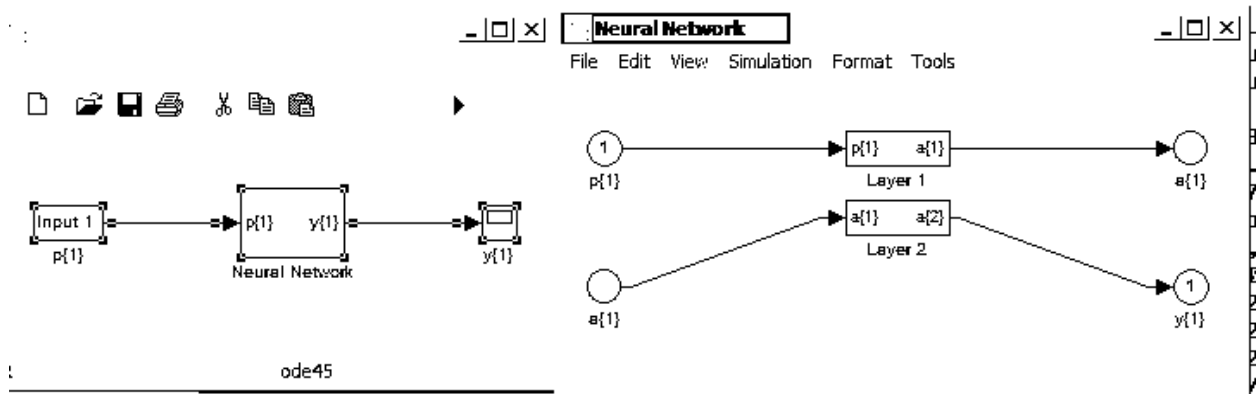 Input 1
p{1}
p{1} y{1}
Neural Network
y{1}
ode45
Neural Network
File Edit View Simulation Format Tools
1
p{1}
p{1} a{1}
Layer 1
a{1}
a{1} a{2}
Layer 2
a{1}
1
y{1}